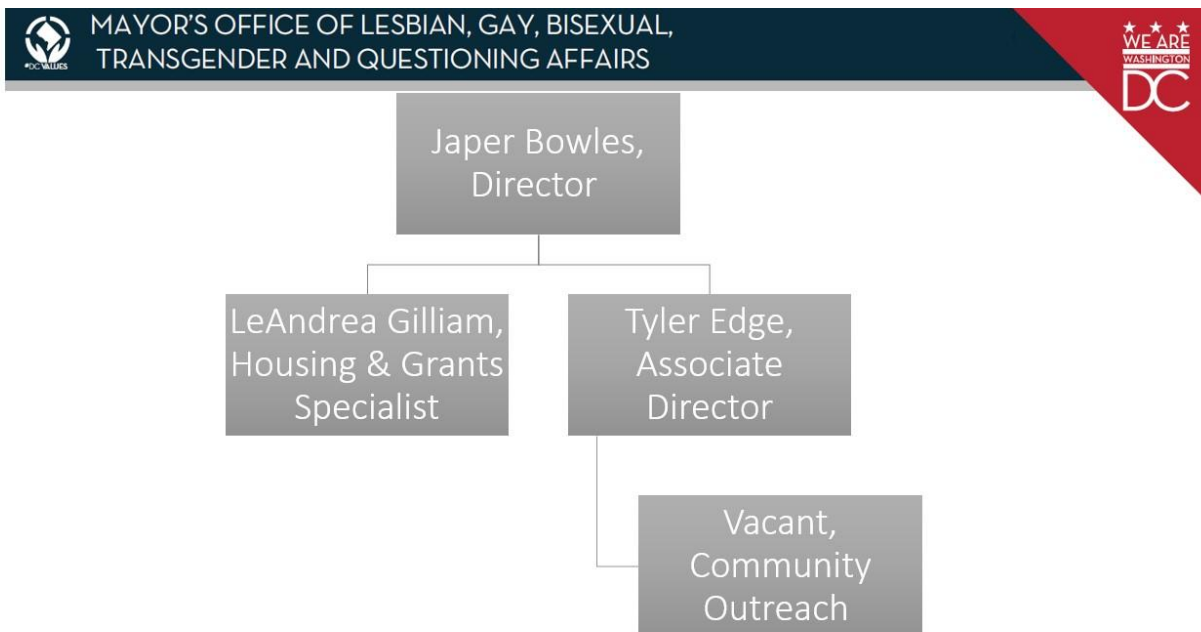 MAYOR'S OFFICE OF LESBIAN, GAY, BISEXUAL,
TRANSGENDER AND QUESTIONING AFFAIRS
#DCVALUES
WE ARE
WASHINGTON
DC
Japer Bowles,
Director
LeAndrea Gilliam,
Housing & Grants
Specialist
Tyler Edge,
Associate
Director
Vacant,
Community
Outreach